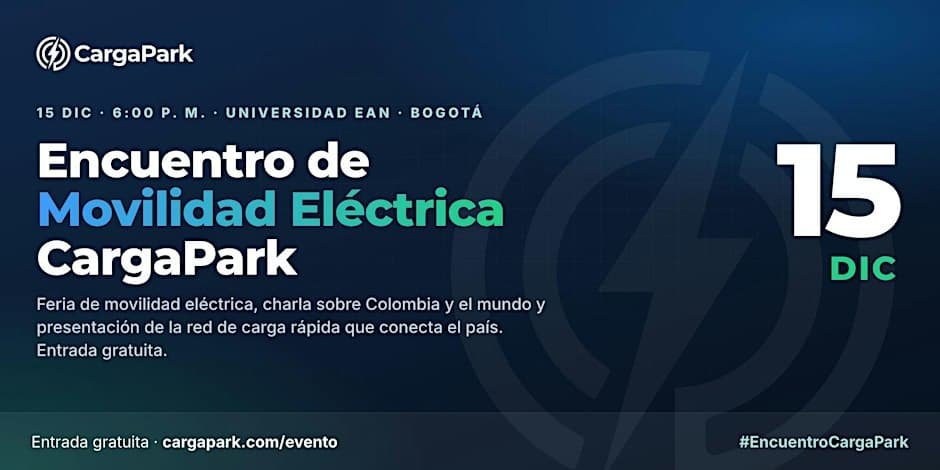 CargaPark
15 DIC · 6:00 P. M. · UNIVERSIDAD EAN · BOGOTÁ
Encuentro de
Movilidad Eléctrica
CargaPark
Feria de movilidad eléctrica, charla sobre Colombia y el mundo y
presentación de la red de carga rápida que conecta el país.
Entrada gratuita.
15
DIC
Entrada gratuita · cargapark.com/evento
#EncuentroCargaPark